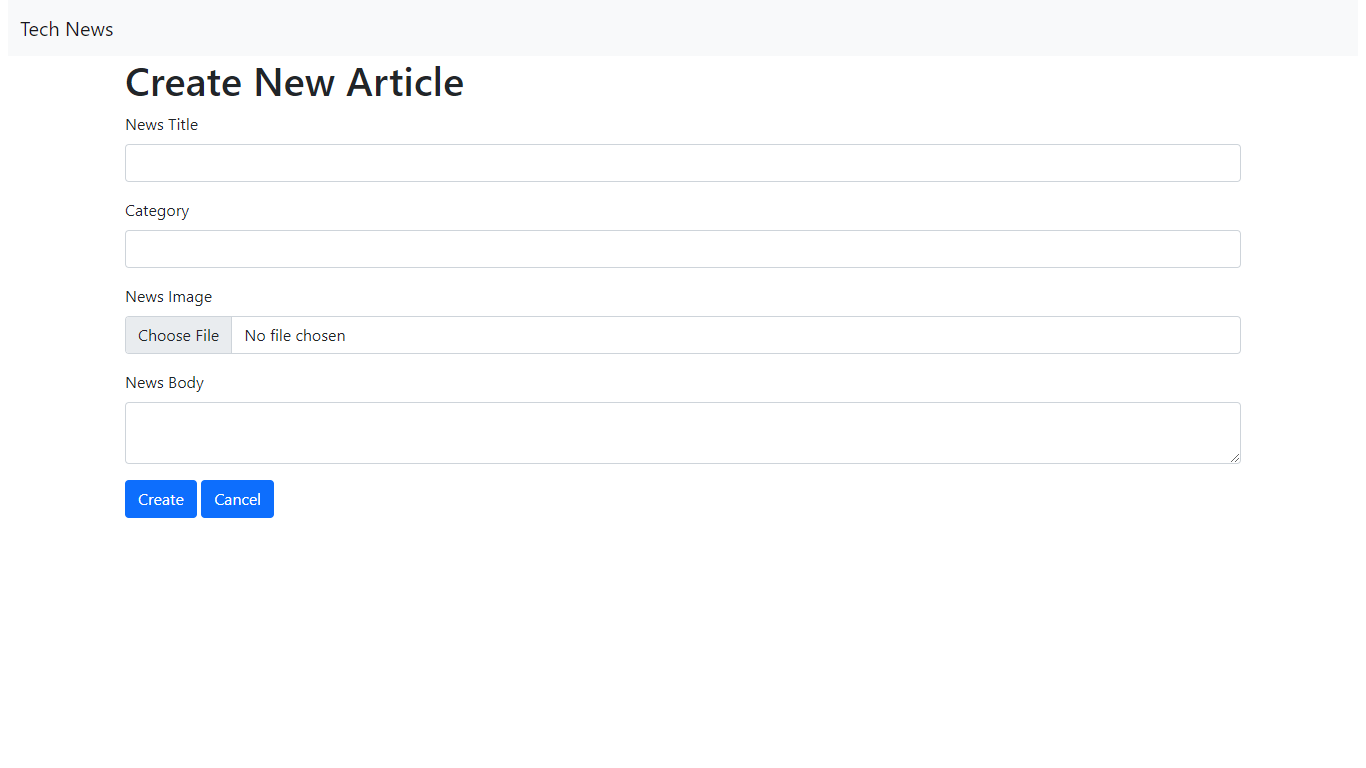 Tech News
Create New Article
News Title
Category
News Image
Choose File No file chosen
News Body
Create Cancel